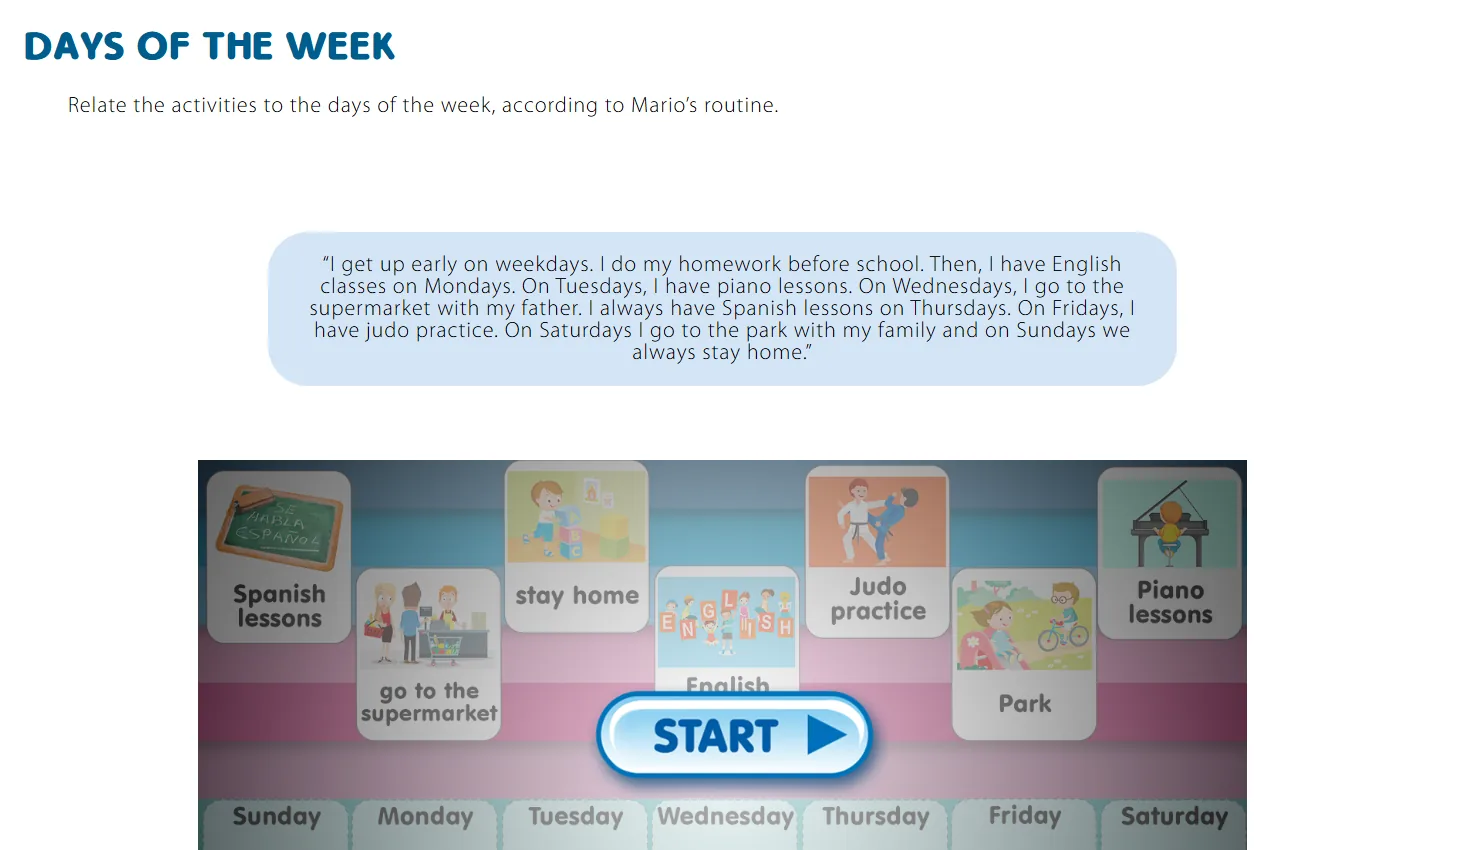 DAYS OF THE WEEK
Relate the activities to the days of the week, according to Mario's routine.
“I get up early on weekdays. I do my homework before school. Then, I have English
classes on Mondays. On Tuesdays, I have piano lessons. On Wednesdays, I go to the
supermarket with my father. I always have Spanish lessons on Thursdays. On Fridays, I
have judo practice. On Saturdays I go to the park with my family and on Sundays we
always stay home.”
SE
HABLA
ESPAÑOL
Spanish
lessons
go to the
supermarket
A
B
C
stay home
ENGLISH
English
Judo
practice
Park
Piano
lessons
START
Sunday
Monday
Tuesday
Wednesday
Thursday
Friday
Saturday